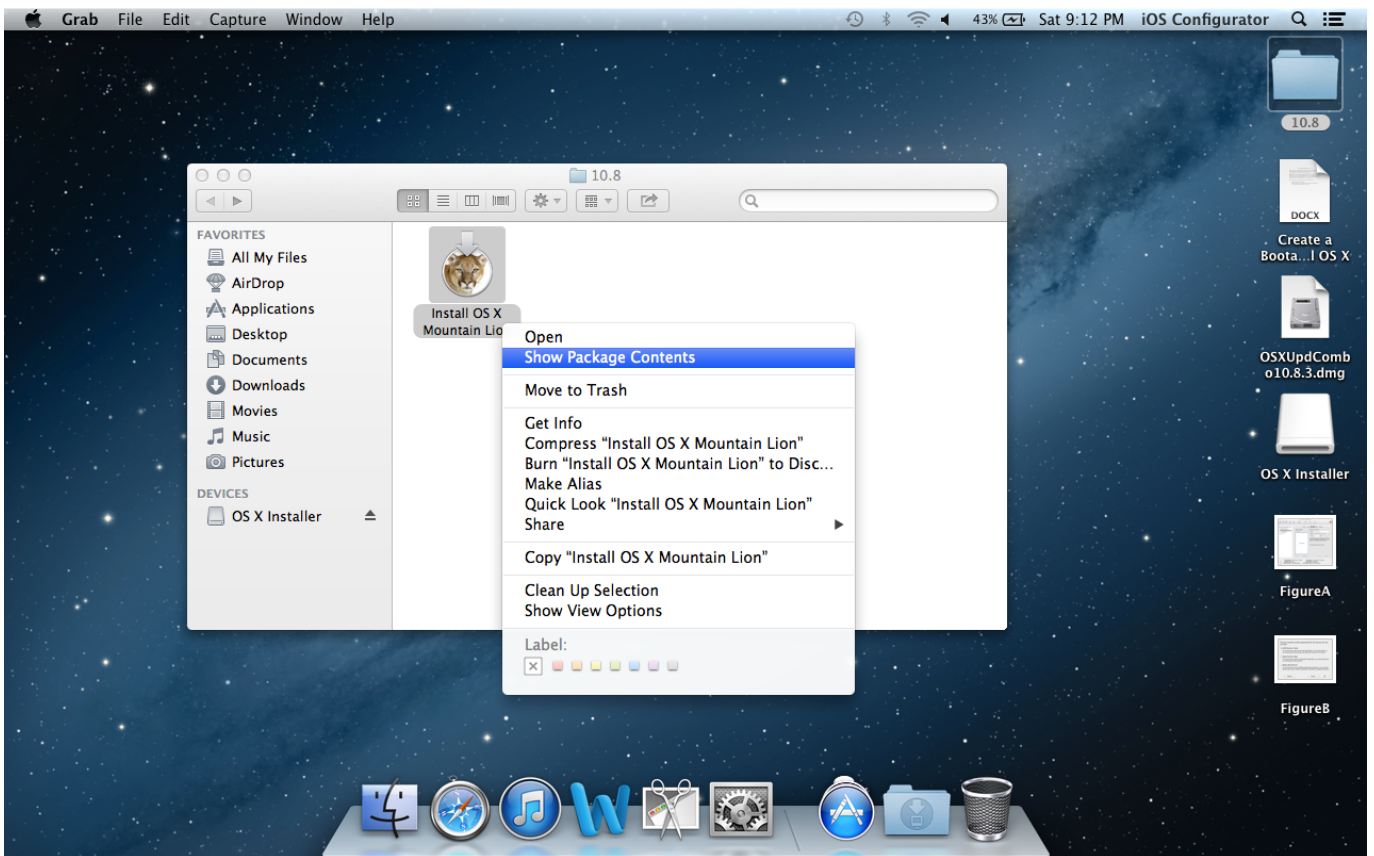 Grab File Edit Capture Window Help 43% Sat 9:12 PM iOS Configurator
10.8
DOCX
Create a
Boota...l OS X
OSXUpdComb
o10.8.3.dmg
OS X Installer
FigureA
FigureB
10.8
FAVORITES
All My Files
AirDrop
Applications
Desktop
Documents
Downloads
Movies
Music
Pictures
DEVICES
OS X Installer
Install OS X
Mountain Lio
Open
Show Package Contents
Move to Trash
Get Info
Compress “Install OS X Mountain Lion”
Burn “Install OS X Mountain Lion” to Disc...
Make Alias
Quick Look “Install OS X Mountain Lion”
Share
Copy “Install OS X Mountain Lion”
Clean Up Selection
Show View Options
Label: